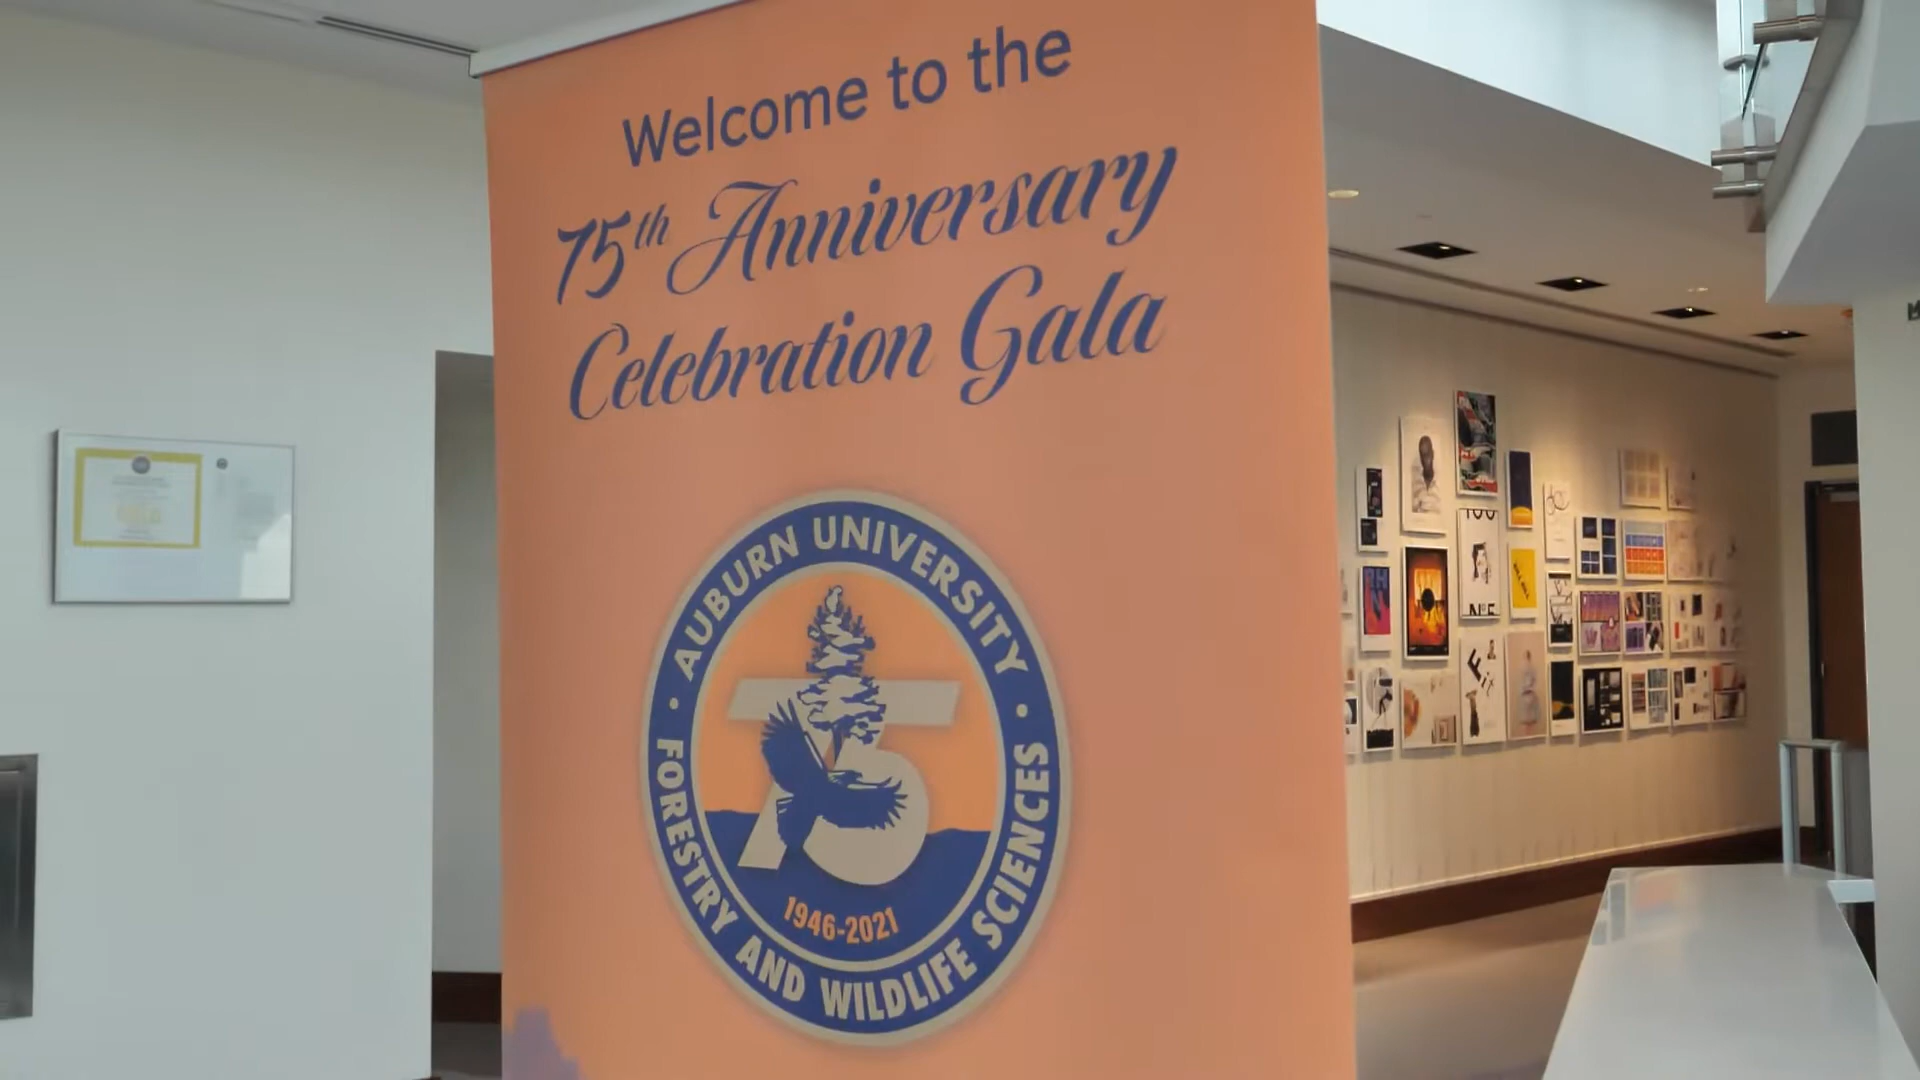 Welcome to the
75th Anniversary
Celebration Gala
• AUBURN UNIVERSITY •
75
1946-2021
FORESTRY AND WILDLIFE SCIENCES